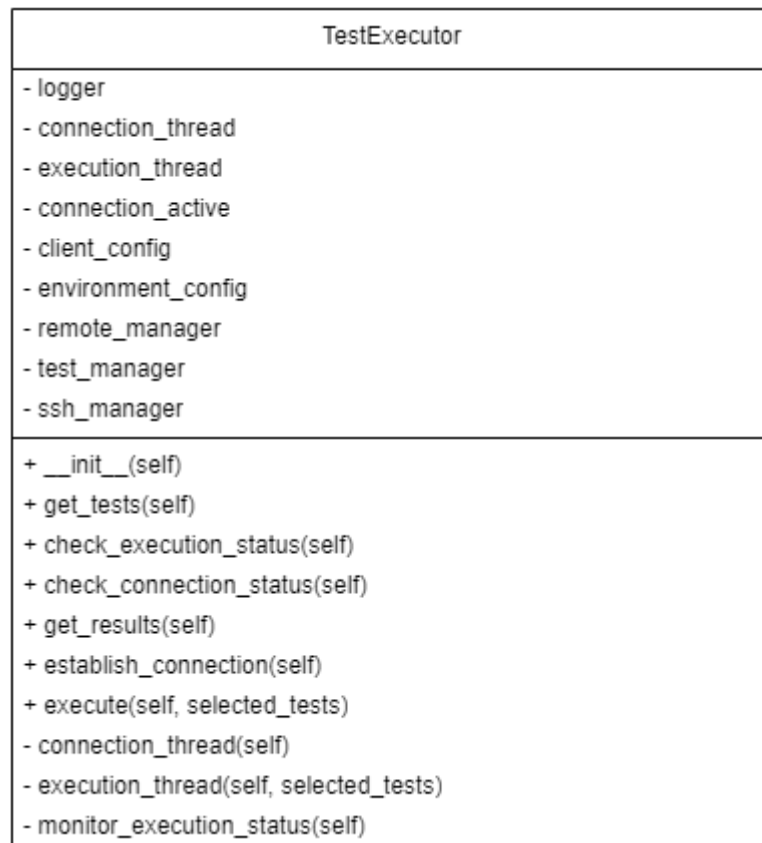 TestExecutor
- logger
- connection_thread
- execution_thread
- connection_active
- client_config
- environment_config
- remote_manager
- test_manager
- ssh_manager
+ __init__(self)
+ get_tests(self)
+ check_execution_status(self)
+ check_connection_status(self)
+ get_results(self)
+ establish_connection(self)
+ execute(self, selected_tests)
- connection_thread(self)
- execution_thread(self, selected_tests)
- monitor_execution_status(self)